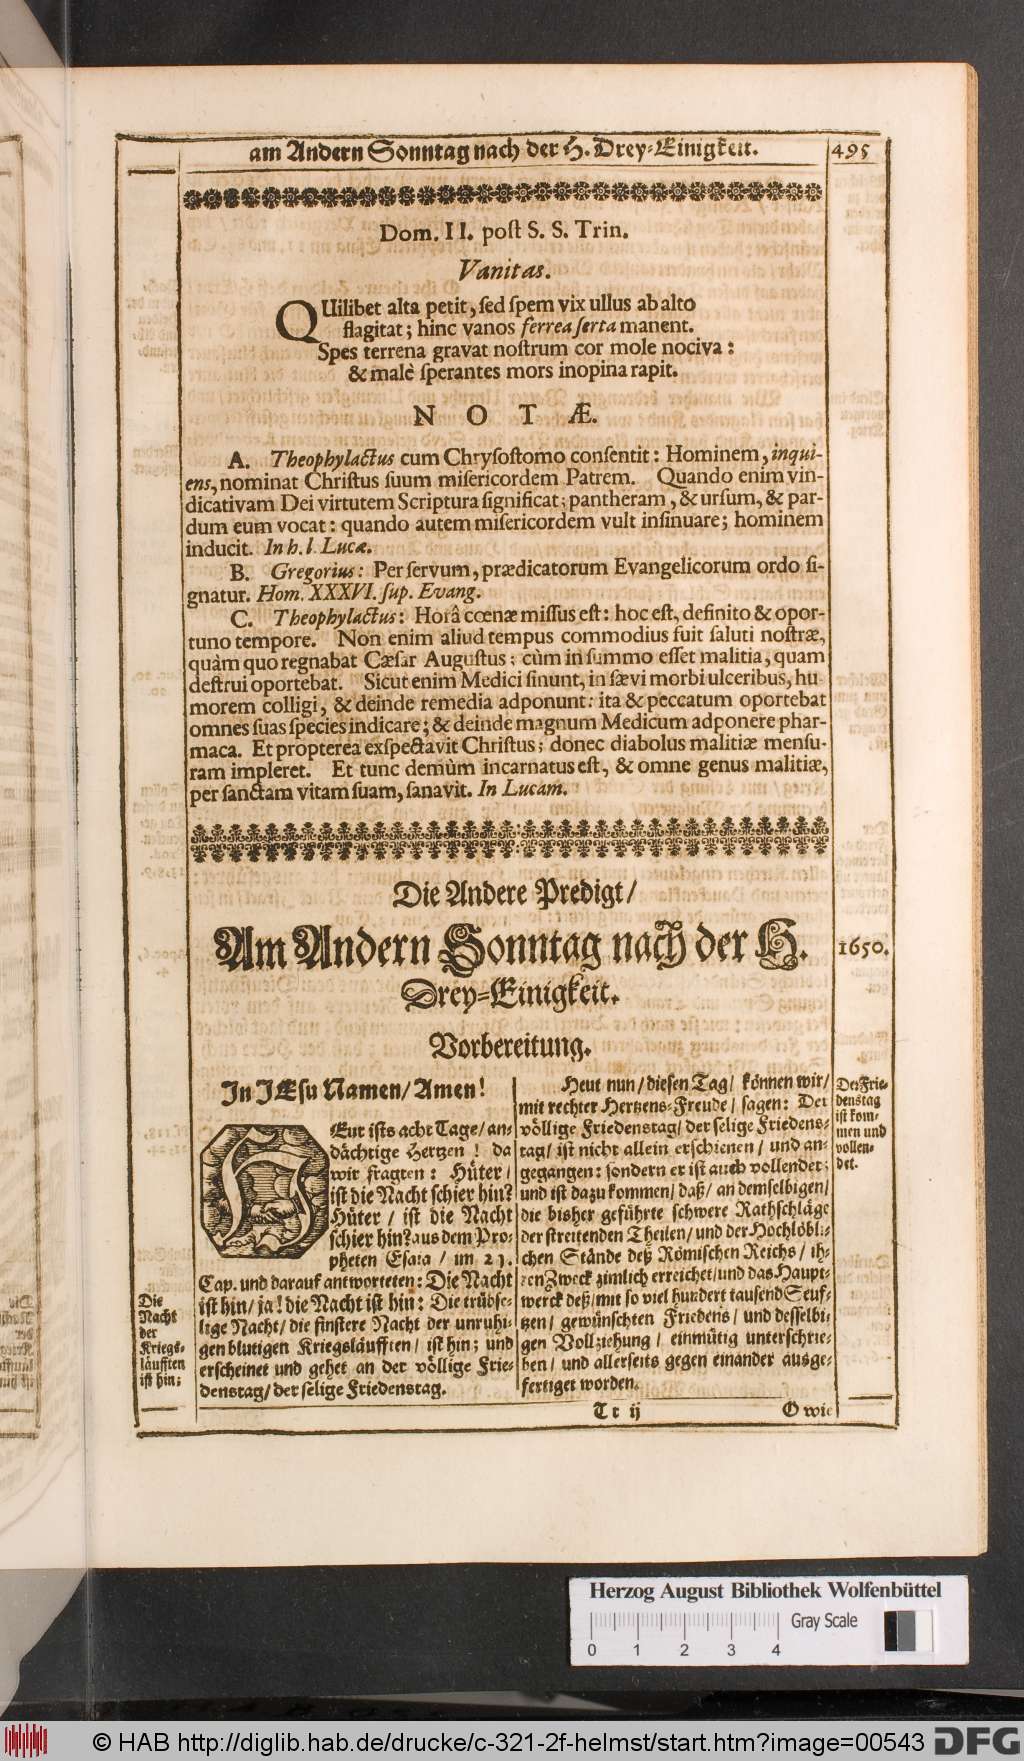 am Andern Sonntag nach der H. Drey-Einigkeit.
495
Dom. II. poſt S. S. Trin.
Vanitas.
QUilibet alta petit, ſed ſpem vix ullus ab alto
flagitat; hinc vanos ferrea ſerta manent.
Spes terrena gravat noſtrum cor mole nociva:
& malè ſperantes mors inopina rapit.
NOTÆ.
A. Theophylactus cum Chryſoſtomo conſentit: Hominem, inqui-
ens, nominat Chriſtus ſuum miſericordem Patrem. Quando enim vin-
dicativam Dei virtutem Scriptura ſignificat; pantheram, & urſum, & par-
dum eum vocat: quando autem miſericordem vult inſinuare; hominem
inducit. In h. l. Lucæ.
B. Gregorius: Per ſervum, prædicatorum Evangelicorum ordo ſi-
gnatur. Hom. XXXVI. ſup. Evang.
C. Theophylactus: Horâ cœnæ miſſus eſt: hoc eſt, definito & opor-
tuno tempore. Non enim aliud tempus commodius fuit ſaluti noſtræ,
quàm quo regnabat Cæſar Auguſtus; cùm in ſummo eſſet malitia, quam
deſtrui oportebat. Sicut enim Medici ſinunt, in ſævi morbi ulceribus, hu-
morem colligi, & deinde remedia adponunt: ita & peccatum oportebat
omnes ſuas ſpecies indicare; & deinde magnum Medicum adponere phar-
maca. Et propterea exſpectavit Chriſtus; donec diabolus malitiæ menſu-
ram impleret. Et tunc demùm incarnatus eſt, & omne genus malitiæ,
per ſanctam vitam ſuam, ſanavit. In Lucam.
Die Andere Predigt/
Am Andern Sonntag nach der H.
Drey-Einigkeit.
1650.
Vorbereitung.
In JEſu Namen/ Amen!
HEut iſts acht Tage/ an-
dächtige Hertzen! da
wir fragten: Hüter/
iſt die Nacht ſchier hin?
Hüter/ iſt die Nacht
ſchier hin? aus dem Pro-
pheten Eſaia/ im 21.
Cap. und darauf antworteten: Die Nacht
iſt hin/ ja! die Nacht iſt hin: Die trübſe-
lige Nacht/ die finſtere Nacht der unruhi-
gen blutigen Kriegsläufften/ iſt hin; und
erſcheinet und gehet an der völlige Frie-
denstag/ der ſelige Friedenstag.
Die
Nacht
der
Kriegs-
läufften
iſt hin;
Heut nun/ dieſen Tag/ können wir/
mit rechter Hertzens-Freude/ ſagen: Der
völlige Friedenstag/ der ſelige Friedens-
tag/ iſt nicht allein erſchienen/ und an-
gegangen: ſondern er iſt auch vollendet;
und iſt dazu kommen/ daß/ an demſelbigen/
die bisher geführte ſchwere Rathſchläge
der ſtreitenden Theilen/ und der Hochlöbli-
chen Stände deß Römiſchen Reichs/ ih-
ren Zweck zimlich erreichet/ und das Haupt-
werck deß/ mit ſo viel hundert tauſend Seuf-
tzen/ gewünſchten Friedens/ und deſſelbi-
gen Vollziehung/ einmütig unterſchrie-
ben/ und allerſeits gegen einander ausge-
fertiget worden.
Der Frie-
denstag
iſt kom-
men und
vollen-
det.
Tt ij
O wie
Herzog August Bibliothek Wolfenbüttel
Gray Scale
0 1 2 3 4
© HAB http://diglib.hab.de/drucke/c-321-2f-helmst/start.htm?image=00543
DFG